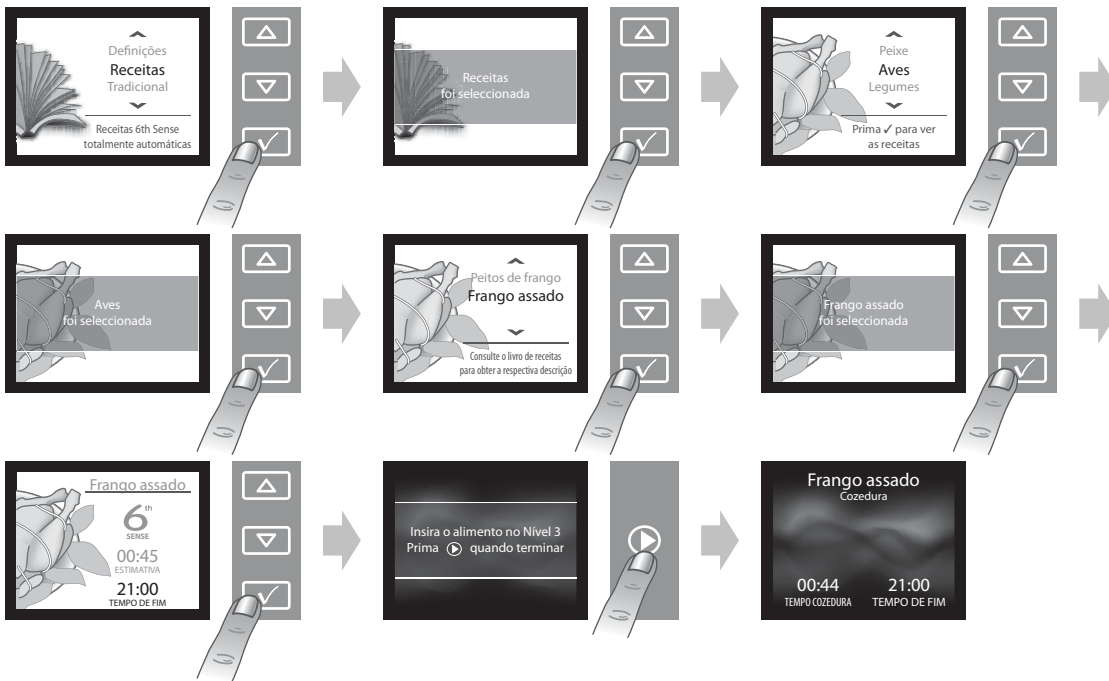 Definições
Receitas
Tradicional
Receitas 6th Sense
totalmente automáticas
Receitas
foi seleccionada
Peixe
Aves
Legumes
Prima ✓ para ver
as receitas
Aves
foi seleccionada
Peitos de frango
Frango assado
Consulte o livro de receitas
para obter a respectiva descrição
Frango assado
foi seleccionada
Frango assado
6th
SENSE
00:45
ESTIMATIVA
21:00
TEMPO DE FIM
Insira o alimento no Nível 3
Prima quando terminar
Frango assado
Cozedura
00:44 21:00
TEMPO COZEDURA TEMPO DE FIM